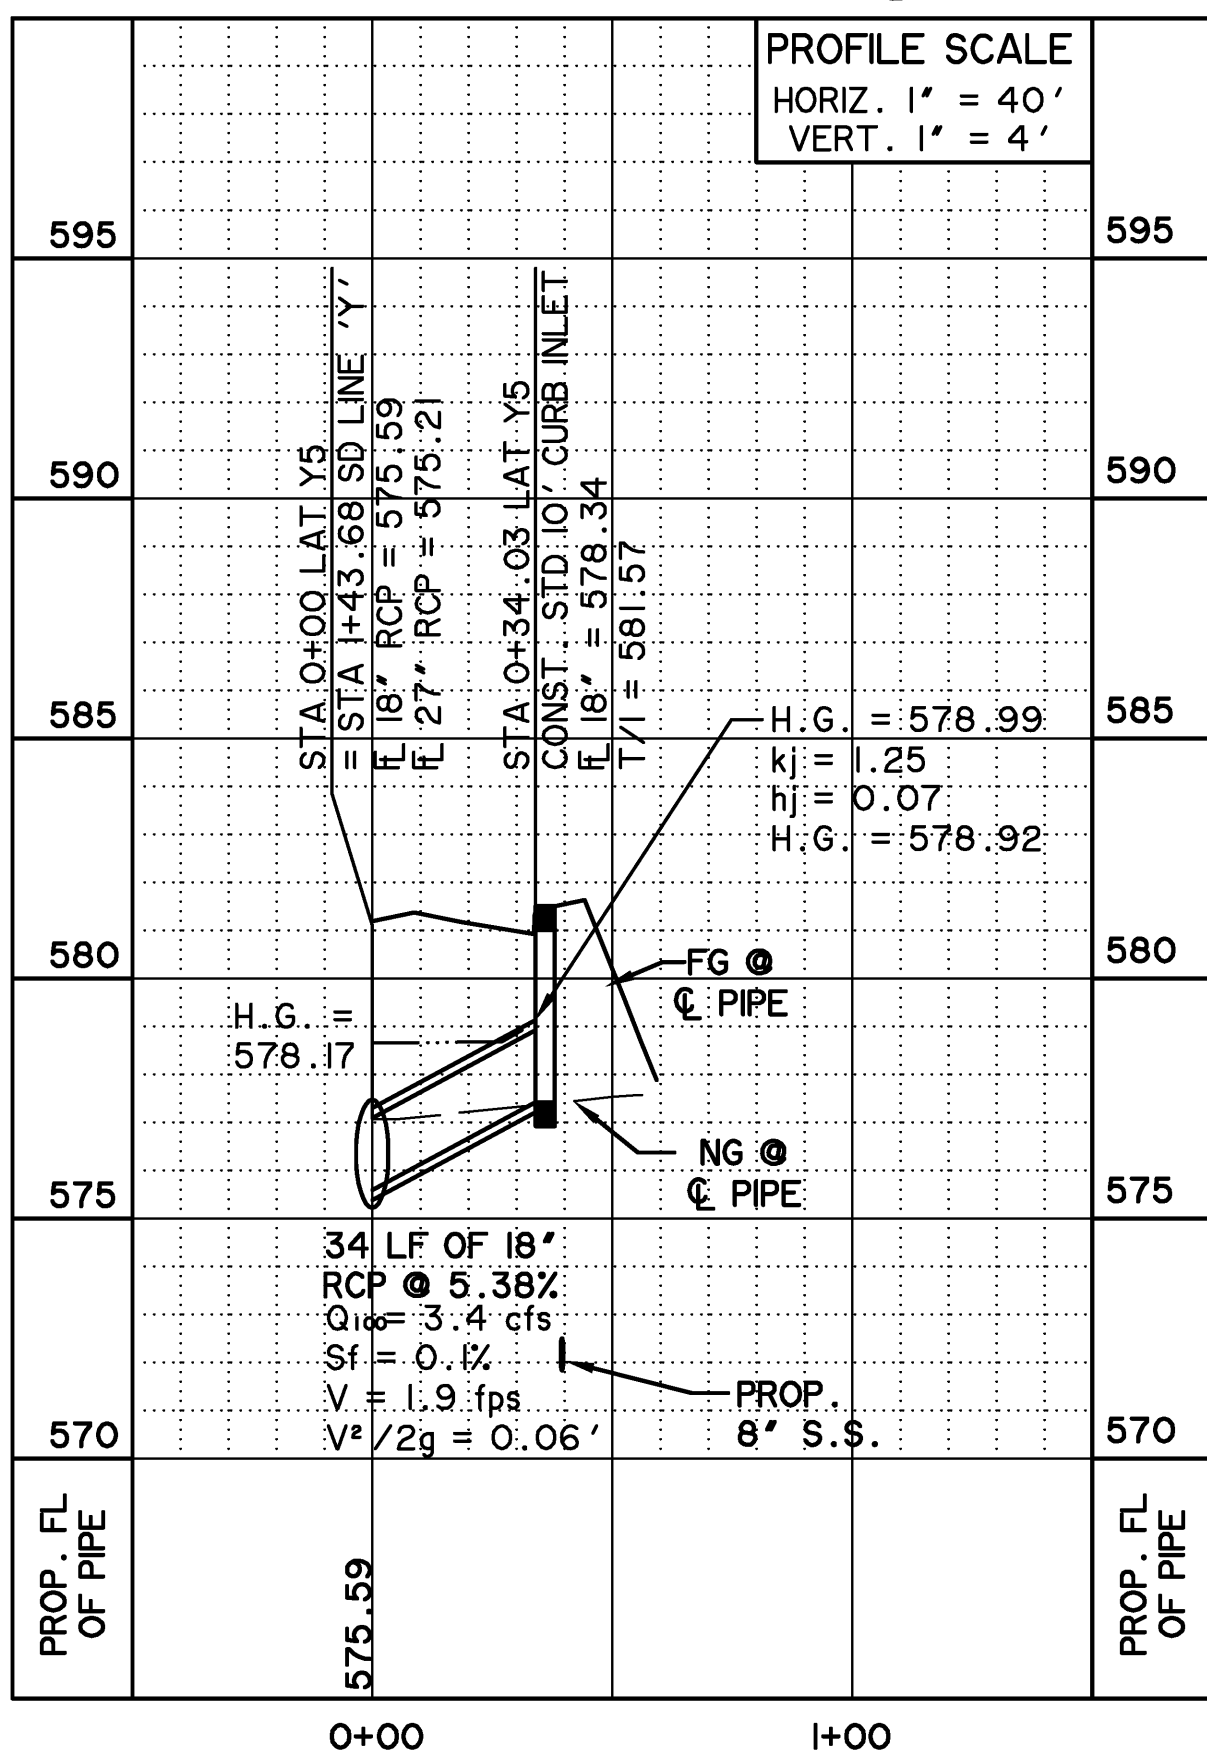 PROFILE SCALE
HORIZ. 1" = 40'
VERT. 1" = 4'
595
595
590
590
585
585
580
580
575
575
570
570
STA 0+00 LAT Y5
= STA 1+43.68 SD LINE 'Y'
FL 18" RCP = 575.59
FL 27" RCP = 575.21
STA 0+34.03 LAT Y5
CONST. STD 10' CURB INLET
FL 18" = 578.34
T/I = 581.57
H.G. = 578.99
kj = 1.25
hj = 0.07
H.G. = 578.92
FG @
℄ PIPE
H.G. =
578.17
NG @
℄ PIPE
34 LF OF 18"
RCP @ 5.38%
Q100= 3.4 cfs
Sf = 0.1%
V = 1.9 fps
V²/2g = 0.06'
PROP.
8" S.S.
PROP. FL
OF PIPE
575.59
PROP. FL
OF PIPE
0+00
1+00